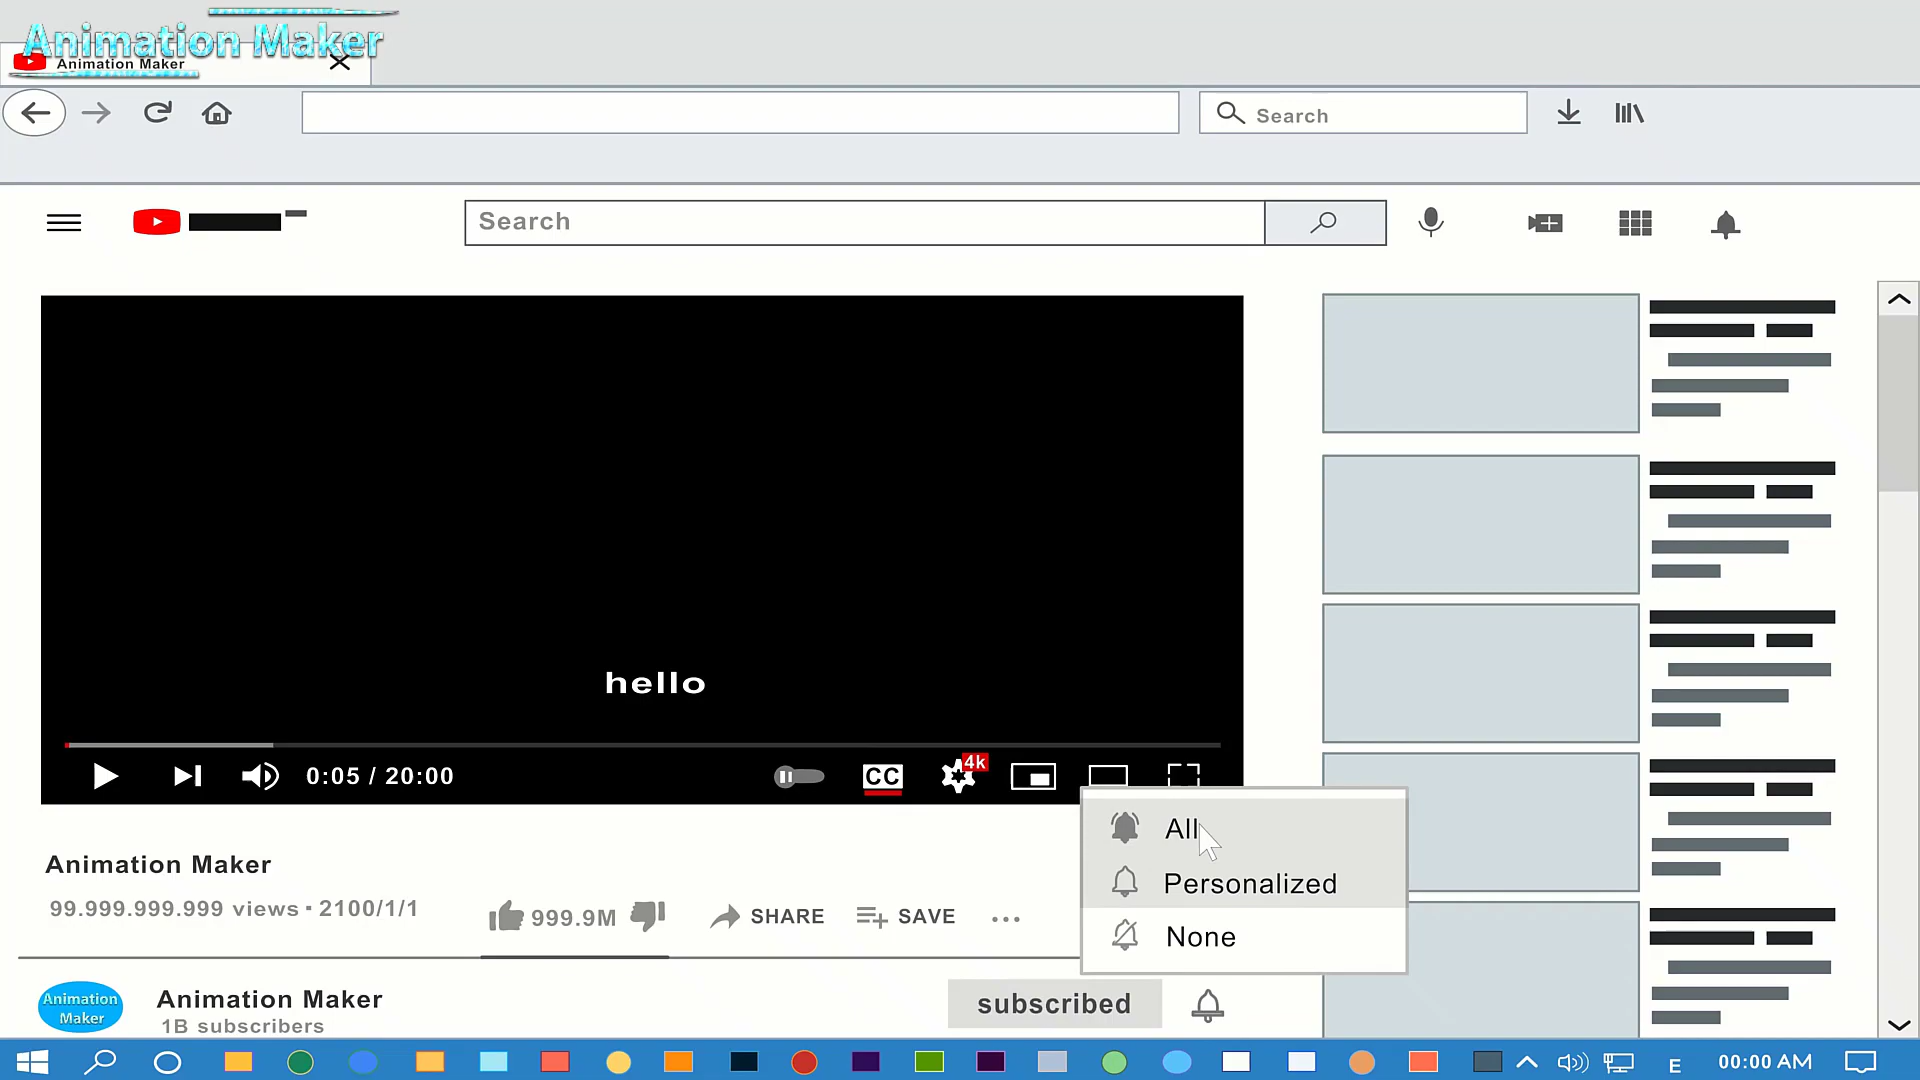 Animation Maker
Animation Maker
Search
Search
hello
0:05 / 20:00
CC
4k
All
Personalized
None
Animation Maker
99.999.999.999 views · 2100/1/1
999.9M
SHARE
SAVE
Animation
Maker
Animation Maker
1B subscribers
subscribed
E
00:00 AM